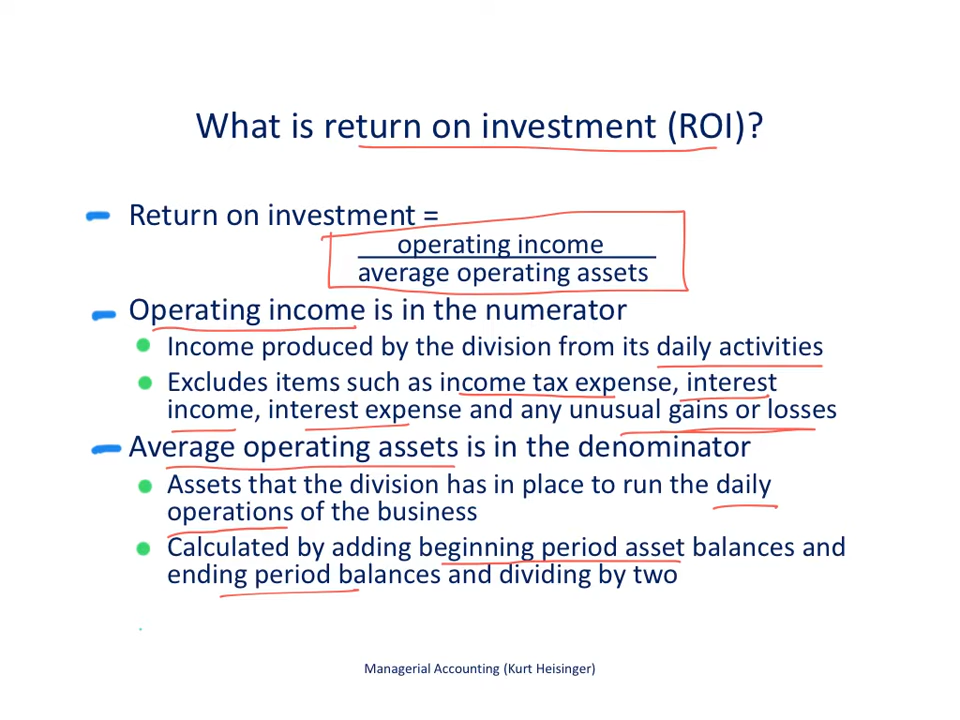 What is return on investment (ROI)?
Return on investment =
operating income
average operating assets
Operating income is in the numerator
Income produced by the division from its daily activities
Excludes items such as income tax expense, interest
income, interest expense and any unusual gains or losses
Average operating assets is in the denominator
Assets that the division has in place to run the daily
operations of the business
Calculated by adding beginning period asset balances and
ending period balances and dividing by two
Managerial Accounting (Kurt Heisinger)